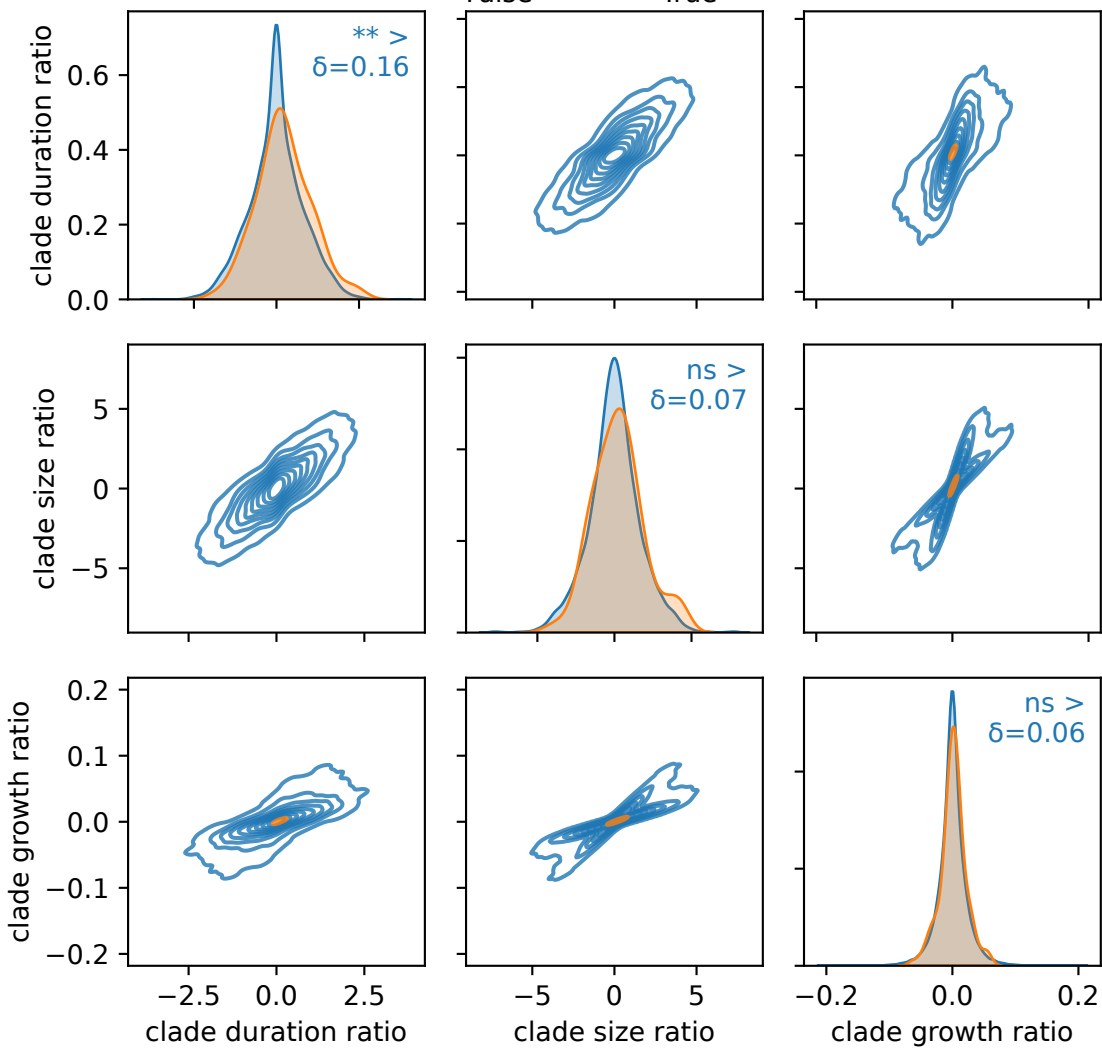 clade duration ratio
0.6
0.4
0.2
0.0
** >
δ=0.16
clade size ratio
5
0
−5
ns >
δ=0.07
clade growth ratio
0.2
0.1
0.0
−0.1
−0.2
ns >
δ=0.06
−2.5 0.0 2.5
clade duration ratio
−5 0 5
clade size ratio
−0.2 0.0 0.2
clade growth ratio